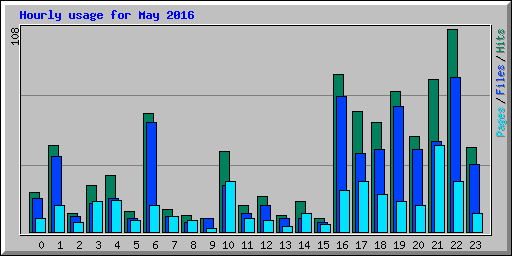 Hourly usage for May 2016
108
Pages/Files/Hits
0 1 2 3 4 5 6 7 8 9 10 11 12 13 14 15 16 17 18 19 20 21 22 23